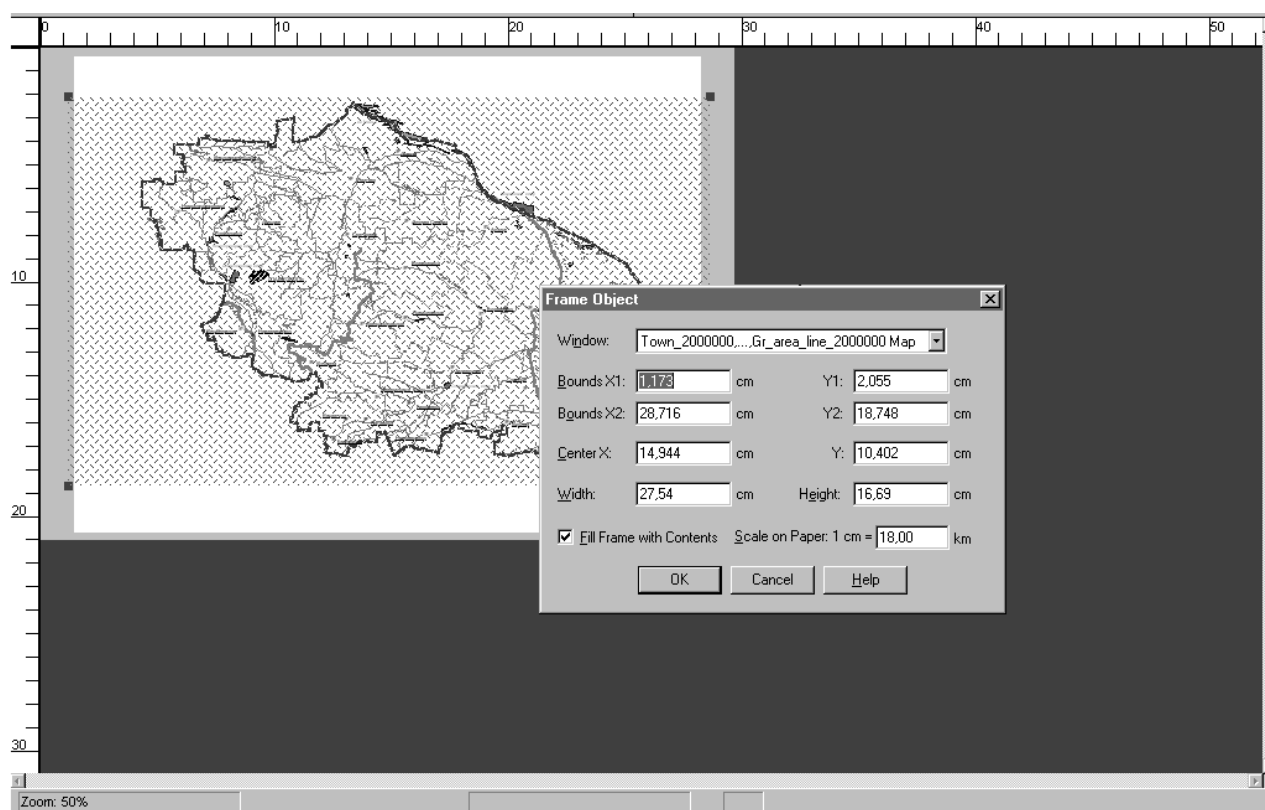 0 10 20 30 40 50
10
20
30
Frame Object
Window: Town_2000000,...,Gr_area_line_2000000 Map
Bounds X1: 1,173 cm Y1: 2,055 cm
Bounds X2: 28,716 cm Y2: 18,748 cm
Center X: 14,944 cm Y: 10,402 cm
Width: 27,54 cm Height: 16,69 cm
Fill Frame with Contents Scale on Paper: 1 cm = 18,00 km
OK Cancel Help
Zoom: 50%